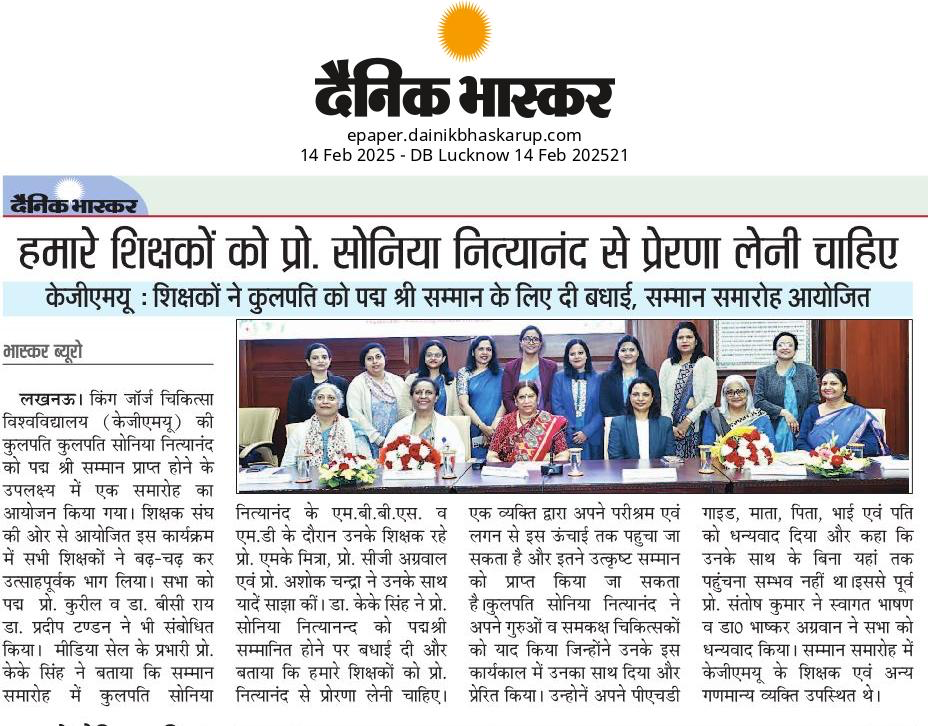 दैनिक भास्कर
epaper.dainikbhaskarup.com
14 Feb 2025 - DB Lucknow 14 Feb 202521
दैनिक भास्कर
हमारे शिक्षकों को प्रो. सोनिया नित्यानंद से प्रेरणा लेनी चाहिए
केजीएमयू : शिक्षकों ने कुलपति को पद्म श्री सम्मान के लिए दी बधाई, सम्मान समारोह आयोजित
भास्कर ब्यूरो
लखनऊ। किंग जॉर्ज चिकित्सा
विश्वविद्यालय (केजीएमयू) की
कुलपति कुलपति सोनिया नित्यानंद
को पद्म श्री सम्मान प्राप्त होने के
उपलक्ष्य में एक समारोह का
आयोजन किया गया। शिक्षक संघ
की ओर से आयोजित इस कार्यक्रम
में सभी शिक्षकों ने बढ़-चढ़ कर
उत्साहपूर्वक भाग लिया। सभा को
पद्म प्रो. कुरील व डा. बीसी राय
डा. प्रदीप टण्डन ने भी संबोधित
किया। मीडिया सेल के प्रभारी प्रो.
केके सिंह ने बताया कि सम्मान
समारोह में कुलपति सोनिया
नित्यानंद के एम.बी.बी.एस. व
एम.डी के दौरान उनके शिक्षक रहे
प्रो. एमके मित्रा, प्रो. सीजी अग्रवाल
एवं प्रो. अशोक चन्द्रा ने उनके साथ
यादें साझा कीं। डा. केके सिंह ने प्रो.
सोनिया नित्यानन्द को पद्मश्री
सम्मानित होने पर बधाई दी और
बताया कि हमारे शिक्षकों को प्रो.
नित्यानंद से प्रोरणा लेनी चाहिए।
एक व्यक्ति द्वारा अपने परीश्रम एवं
लगन से इस ऊंचाई तक पहुचा जा
सकता है और इतने उत्कृष्ट सम्मान
को प्राप्त किया जा सकता
है।कुलपति सोनिया नित्यानंद ने
अपने गुरुओं व समकक्ष चिकित्सकों
को याद किया जिन्होंने उनके इस
कार्यकाल में उनका साथ दिया और
प्रेरित किया। उन्होनें अपने पीएचडी
गाइड, माता, पिता, भाई एवं पति
को धन्यवाद दिया और कहा कि
उनके साथ के बिना यहां तक
पहुंचना सम्भव नहीं था।इससे पूर्व
प्रो. संतोष कुमार ने स्वागत भाषण
व डा0 भाष्कर अग्रवान ने सभा को
धन्यवाद किया। सम्मान समारोह में
केजीएमयू के शिक्षक एवं अन्य
गणमान्य व्यक्ति उपस्थित थे।